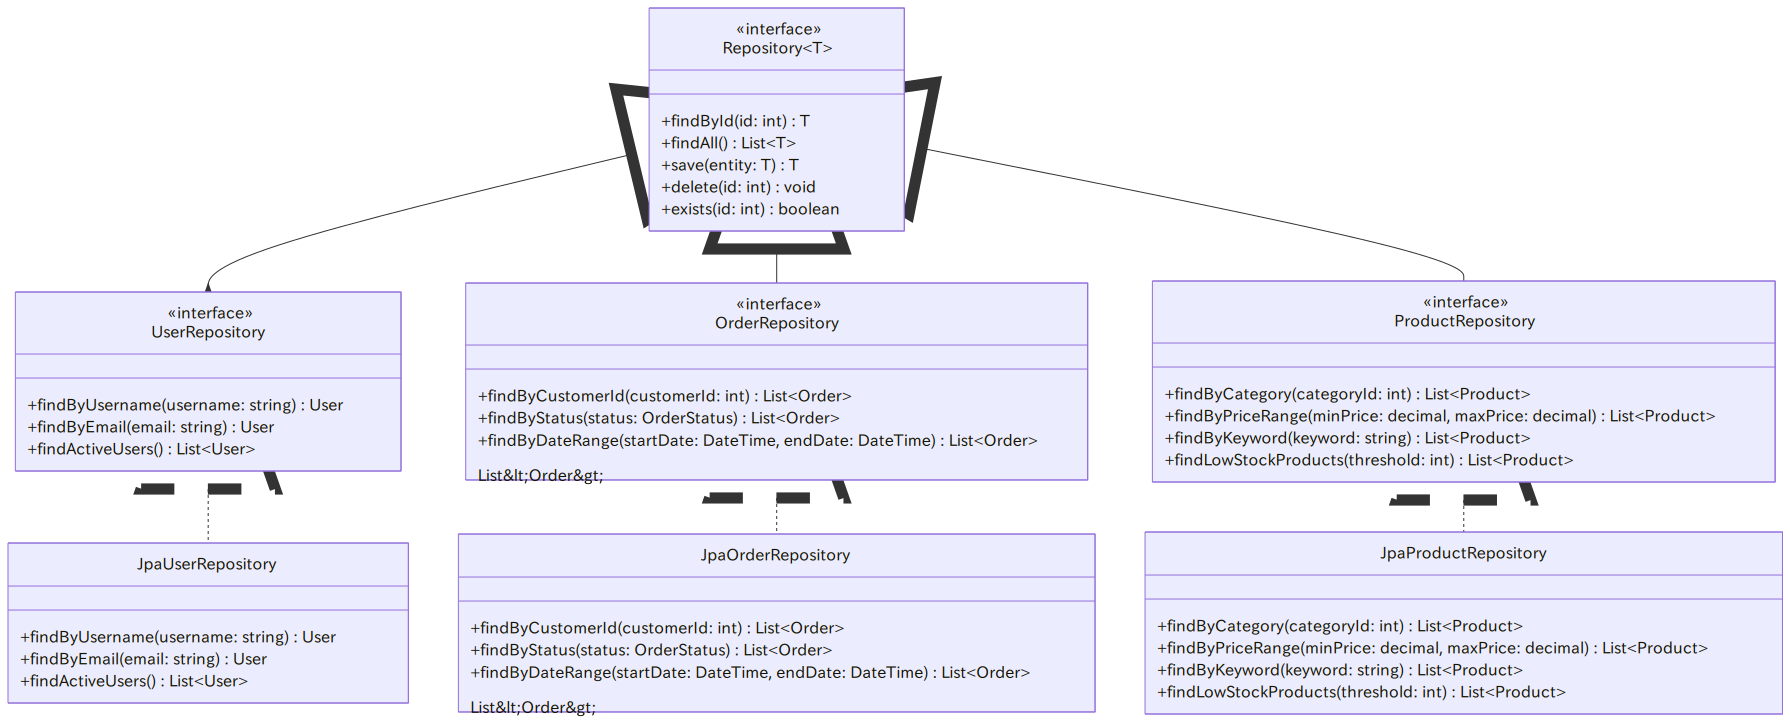 «interface»
Repository<T>
+findById(id: int) : T
+findAll() : List<T>
+save(entity: T) : T
+delete(id: int) : void
+exists(id: int) : boolean
«interface»
UserRepository
+findByUsername(username: string) : User
+findByEmail(email: string) : User
+findActiveUsers() : List<User>
«interface»
OrderRepository
+findByCustomerId(customerId: int) : List<Order>
+findByStatus(status: OrderStatus) : List<Order>
+findByDateRange(startDate: DateTime, endDate: DateTime) : List<Order>
List&lt;Order&gt;
«interface»
ProductRepository
+findByCategory(categoryId: int) : List<Product>
+findByPriceRange(minPrice: decimal, maxPrice: decimal) : List<Product>
+findByKeyword(keyword: string) : List<Product>
+findLowStockProducts(threshold: int) : List<Product>
JpaUserRepository
+findByUsername(username: string) : User
+findByEmail(email: string) : User
+findActiveUsers() : List<User>
JpaOrderRepository
+findByCustomerId(customerId: int) : List<Order>
+findByStatus(status: OrderStatus) : List<Order>
+findByDateRange(startDate: DateTime, endDate: DateTime) : List<Order>
List&lt;Order&gt;
JpaProductRepository
+findByCategory(categoryId: int) : List<Product>
+findByPriceRange(minPrice: decimal, maxPrice: decimal) : List<Product>
+findByKeyword(keyword: string) : List<Product>
+findLowStockProducts(threshold: int) : List<Product>